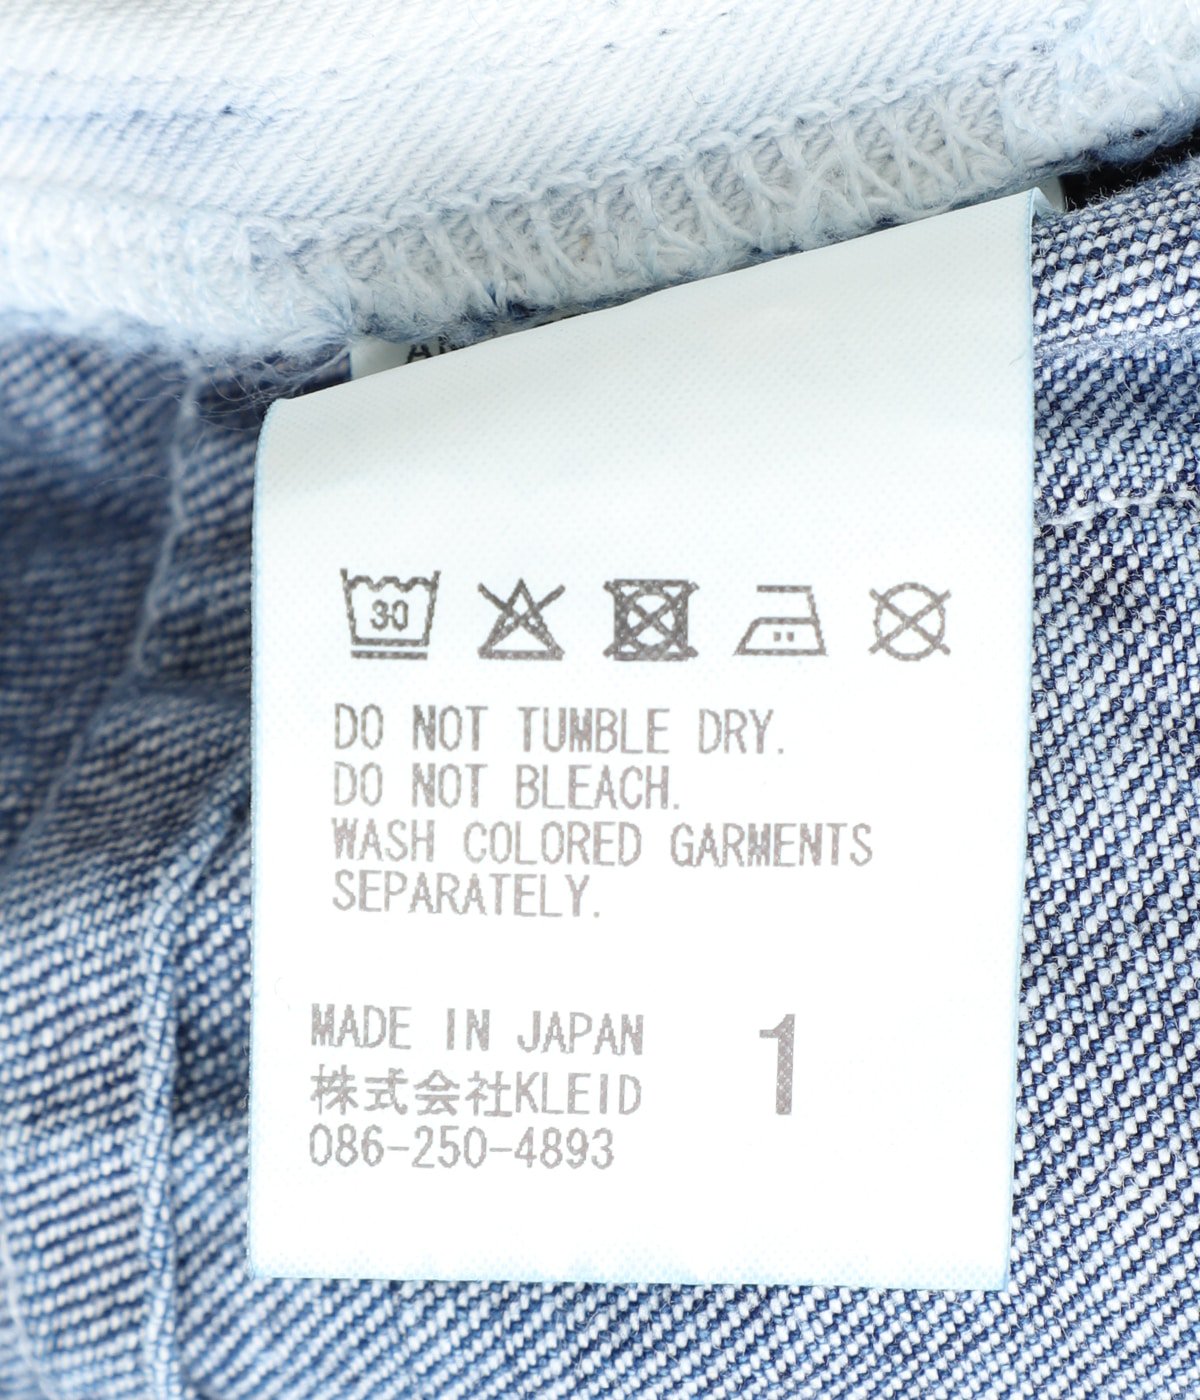 30
DO NOT TUMBLE DRY.
DO NOT BLEACH.
WASH COLORED GARMENTS
SEPARATELY.
MADE IN JAPAN
株式会社KLEID
086-250-4893
1